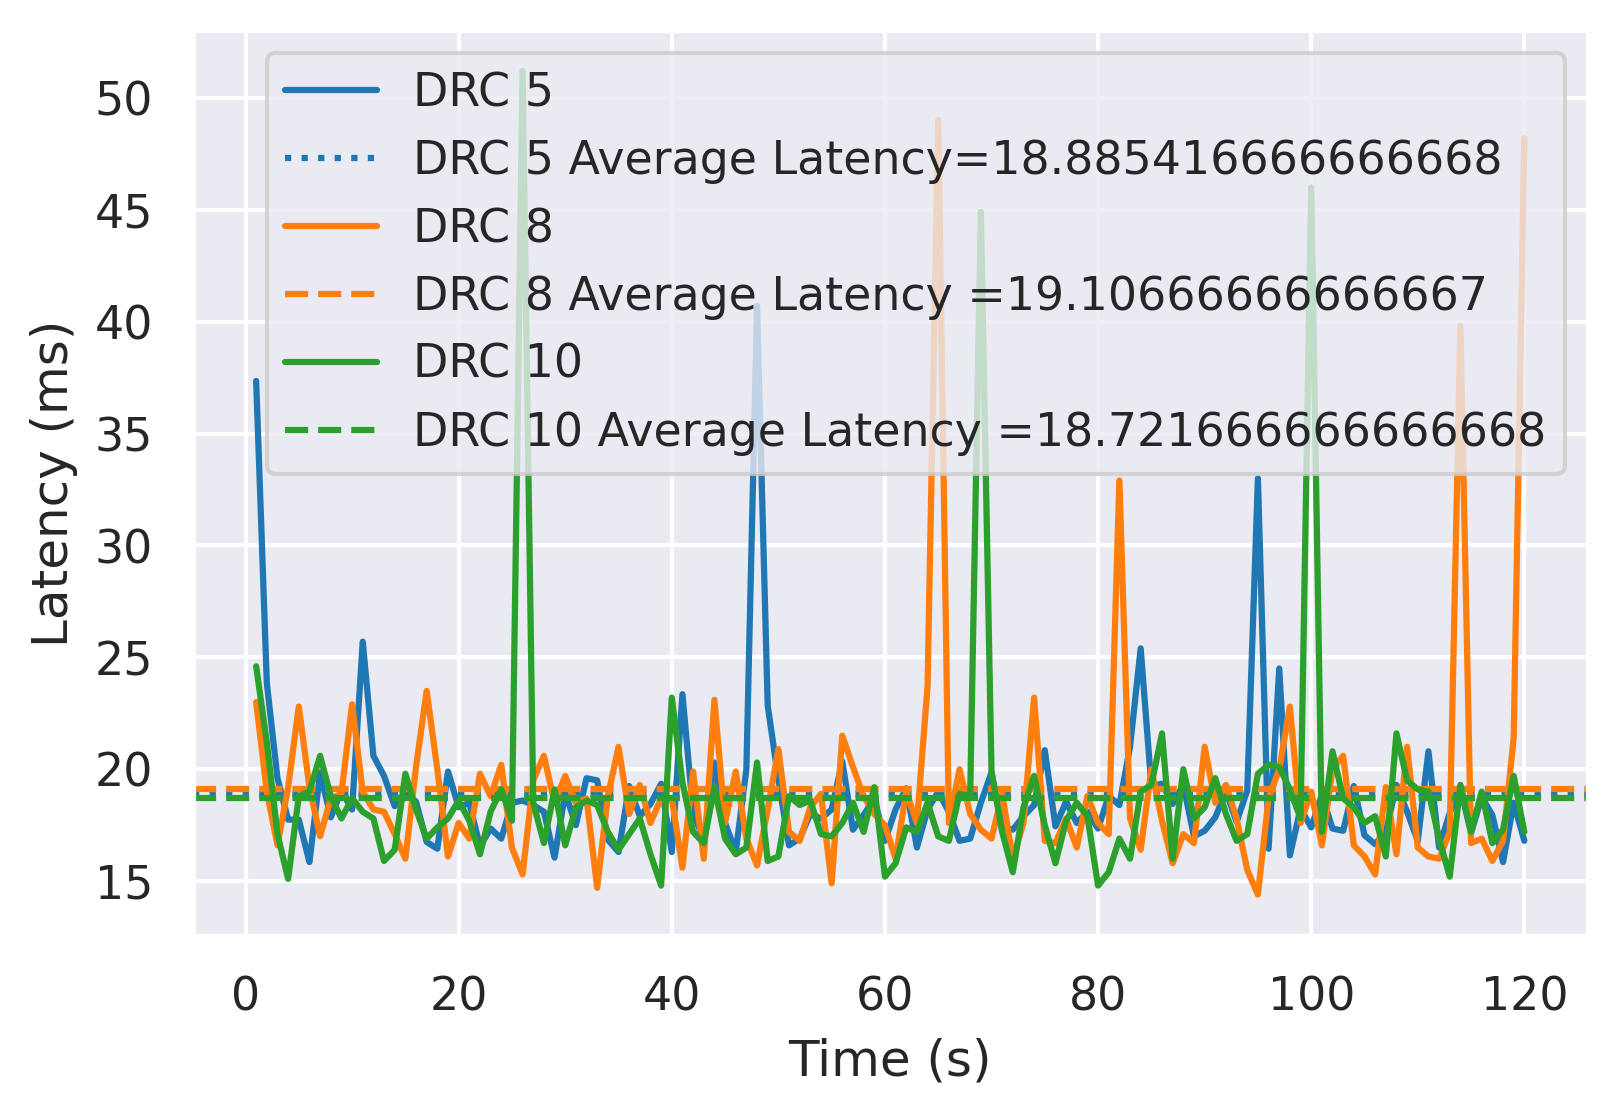 DRC 5
DRC 5 Average Latency=18.885416666666668
DRC 8
DRC 8 Average Latency =19.106666666666667
DRC 10
DRC 10 Average Latency =18.721666666666668
50
45
40
35
30
25
20
15
Latency (ms)
0 20 40 60 80 100 120
Time (s)